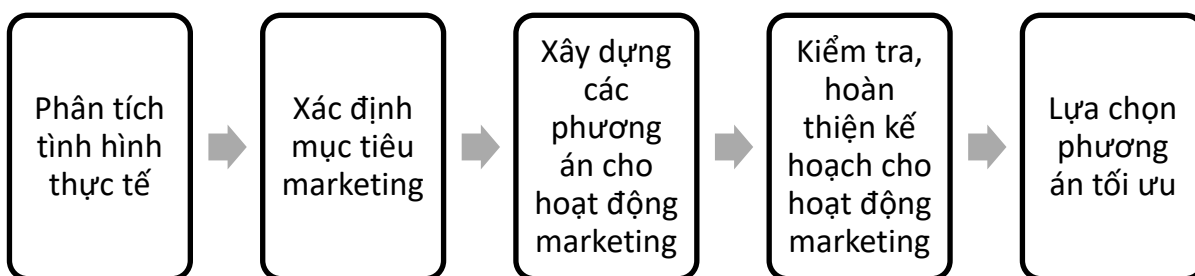 Phân tích
tình hình
thực tế
Xác định
mục tiêu
marketing
Xây dựng
các
phương
án cho
hoạt động
marketing
Kiểm tra,
hoàn
thiện kế
hoạch cho
hoạt động
marketing
Lựa chọn
phương
án tối ưu